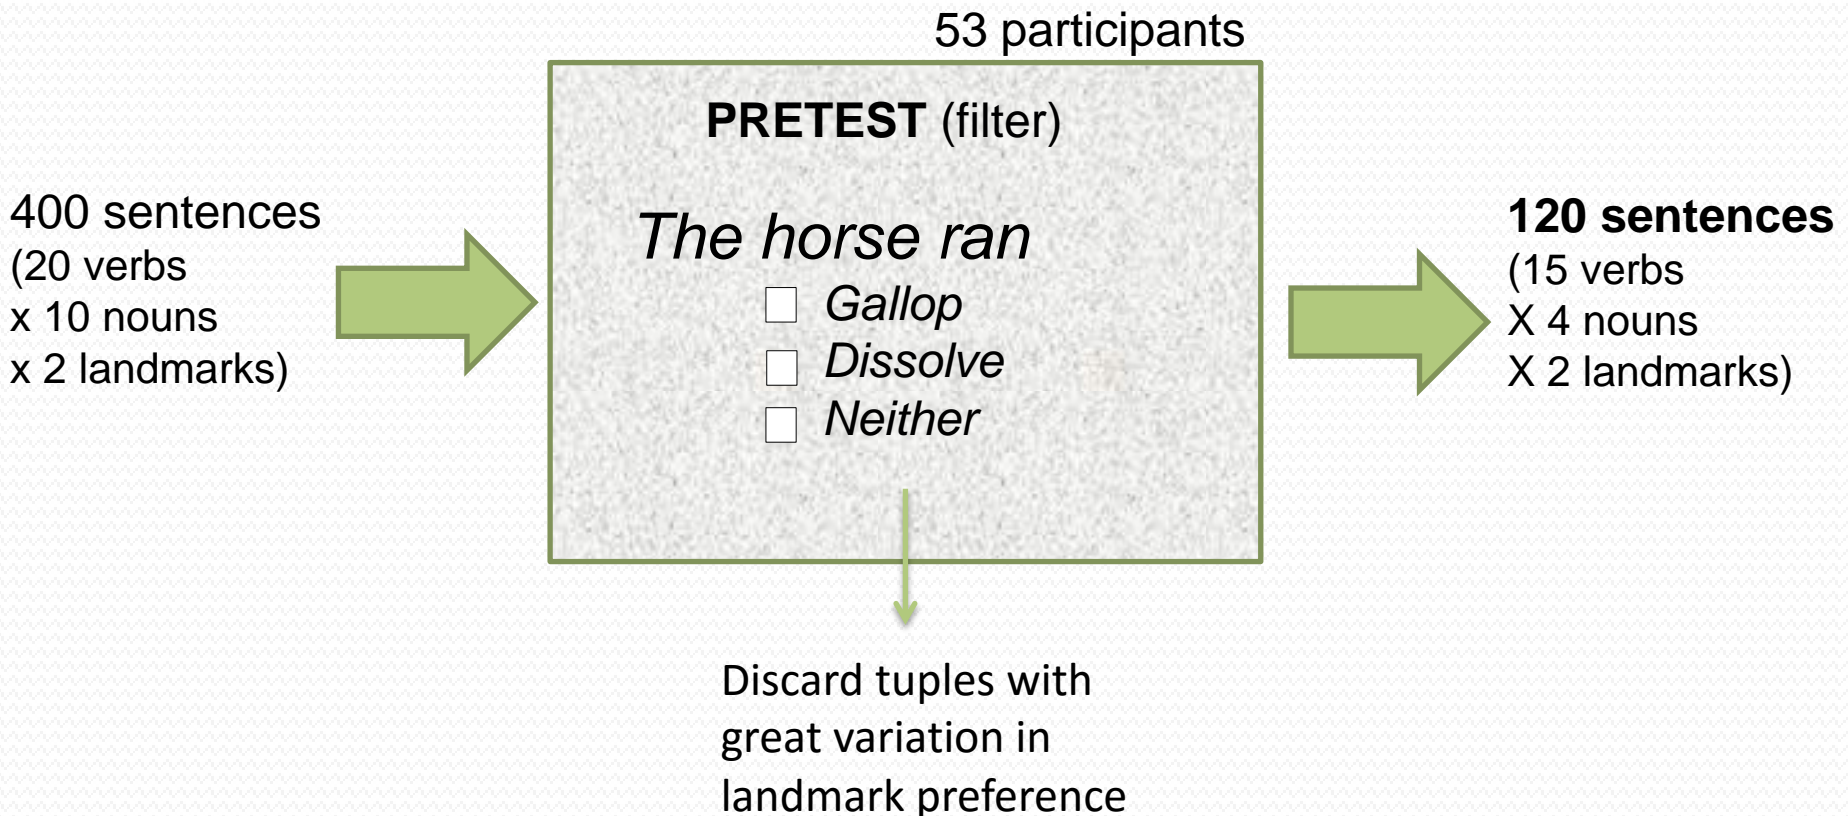 53 participants
PRETEST (filter)
400 sentences
(20 verbs
x 10 nouns
x 2 landmarks)
The horse ran
Gallop
Dissolve
Neither
120 sentences
(15 verbs
X 4 nouns
X 2 landmarks)
Discard tuples with
great variation in
landmark preference